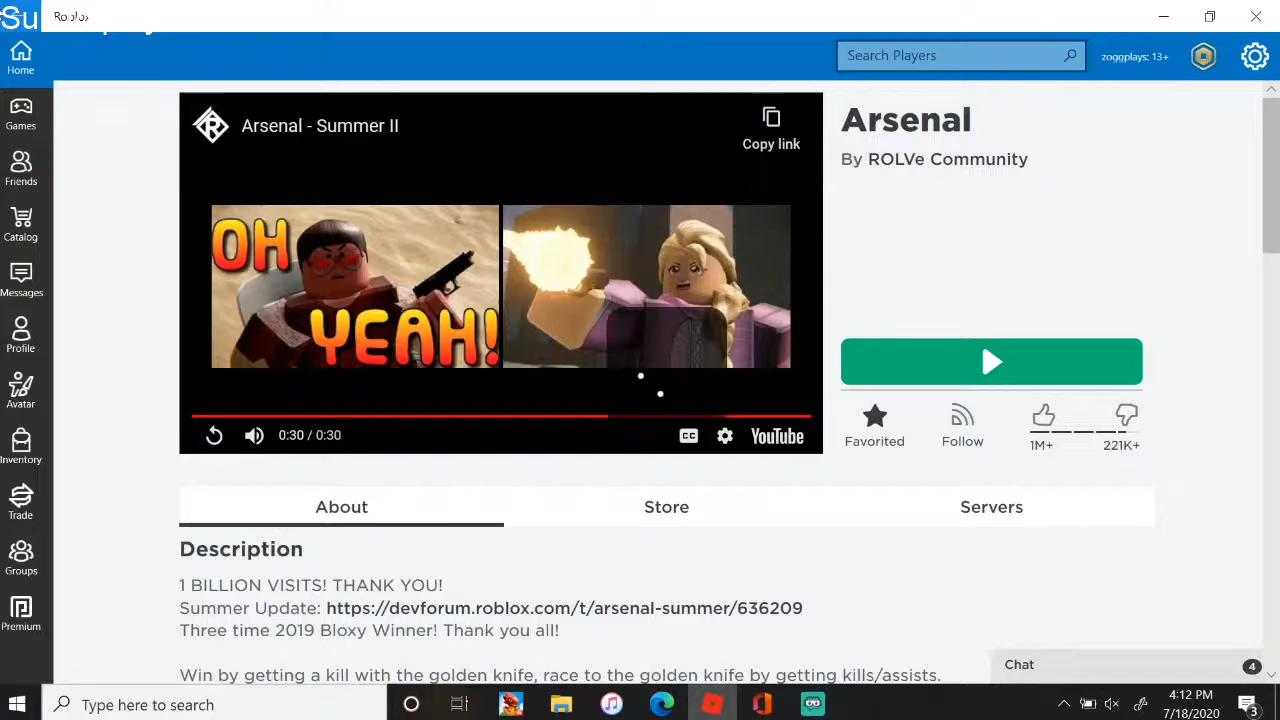 Su
Roblox
Home
Search Players
zoggplays: 13+
Games
Friends
Catalog
Messages
Profile
Avatar
Inventory
Trade
Groups
Premium
Arsenal - Summer II
Copy link
OH
YEAH!
0:30 / 0:30
CC
YouTube
Arsenal
By ROLVe Community
Favorited
Follow
1M+
221K+
About
Store
Servers
Description
1 BILLION VISITS! THANK YOU!
Summer Update: https://devforum.roblox.com/t/arsenal-summer/636209
Three time 2019 Bloxy Winner! Thank you all!
Win by getting a kill with the golden knife, race to the golden knife by getting kills/assists.
Chat
4
Type here to search
4:12 PM
7/18/2020
3